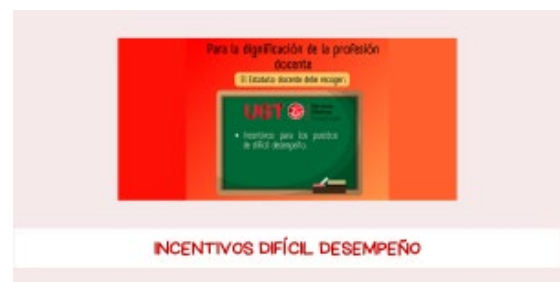 Para la dignificación de la profesión
docente
El Estatuto docente debe recoger:
UGT
• Incentivos para los puestos
de difícil desempeño.
INCENTIVOS DIFÍCIL DESEMPEÑO